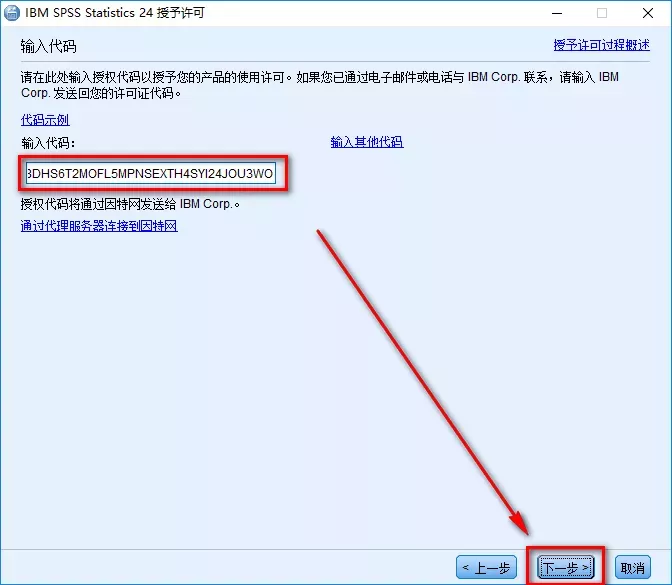 IBM SPSS Statistics 24 授予许可
输入代码
授予许可过程概述
请在此处输入授权代码以授予您的产品的使用许可。如果您已通过电子邮件或电话与 IBM Corp. 联系，请输入 IBM
Corp. 发送回您的许可证代码。
代码示例
输入代码：
输入其他代码
3DHS6T2MOFL5MPNSEXTH4SYI24JOU3WO
授权代码将通过因特网发送给 IBM Corp.。
通过代理服务器连接到因特网
< 上一步
下一步 >
取消